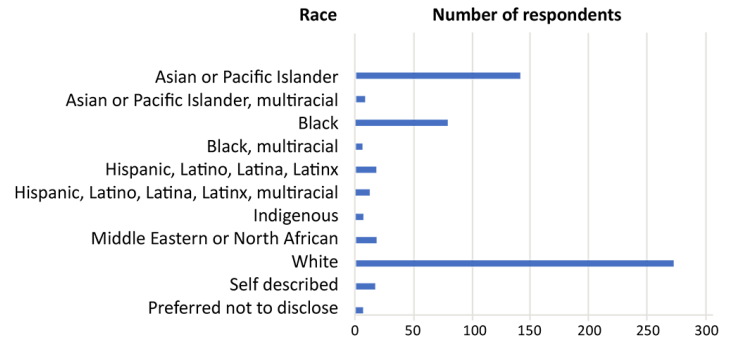 Race Number of respondents
Asian or Pacific Islander
Asian or Pacific Islander, multiracial
Black
Black, multiracial
Hispanic, Latino, Latina, Latinx
Hispanic, Latino, Latina, Latinx, multiracial
Indigenous
Middle Eastern or North African
White
Self described
Preferred not to disclose
0 50 100 150 200 250 300